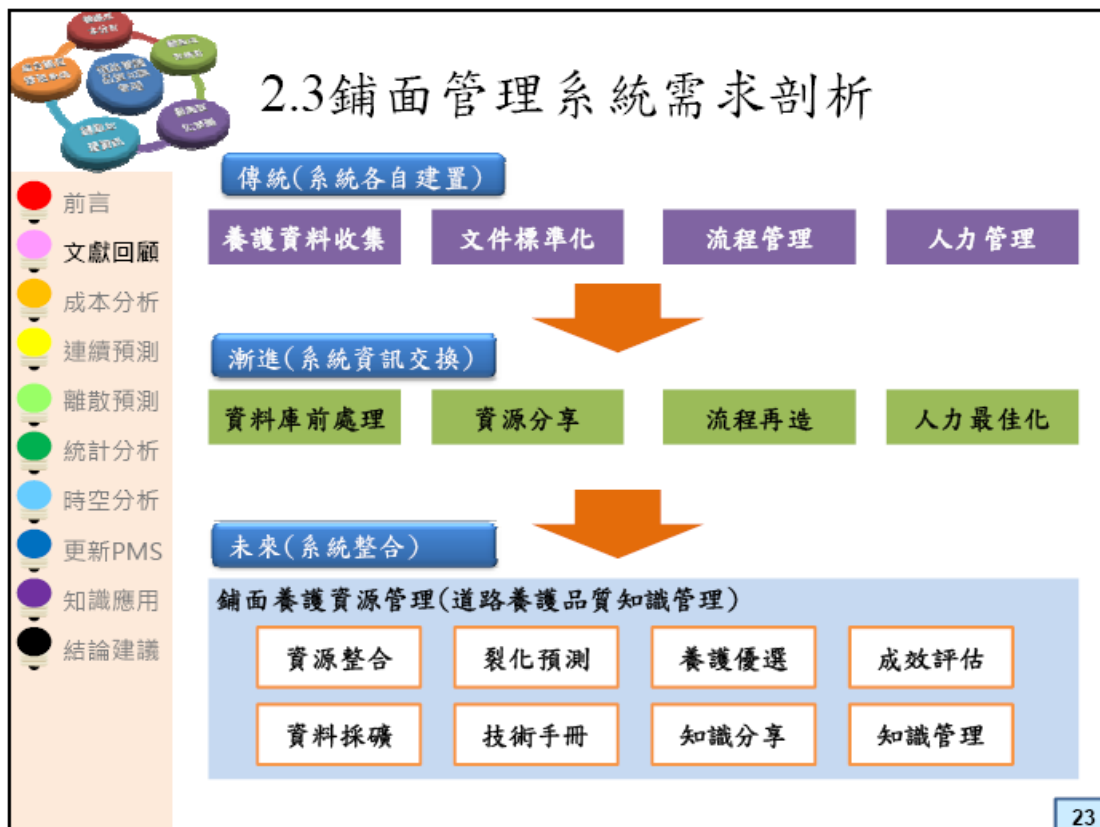 2.3鋪面管理系統需求剖析
前言
文獻回顧
成本分析
連續預測
離散預測
統計分析
時空分析
更新PMS
知識應用
結論建議
傳統(系統各自建置)
養護資料收集
文件標準化
流程管理
人力管理
漸進(系統資訊交換)
資料庫前處理
資源分享
流程再造
人力最佳化
未來(系統整合)
鋪面養護資源管理(道路養護品質知識管理)
資源整合
裂化預測
養護優選
成效評估
資料採礦
技術手冊
知識分享
知識管理
23